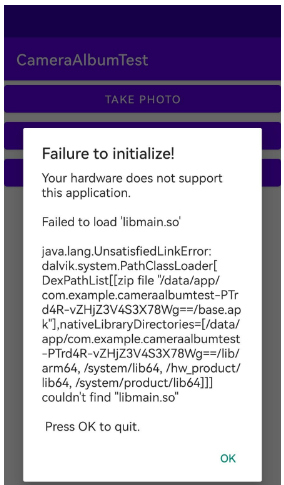 CameraAlbumTest
TAKE PHOTO
Failure to initialize!
Your hardware does not support
this application.
Failed to load 'libmain.so'
java.lang.UnsatisfiedLinkError:
dalvik.system.PathClassLoader[
DexPathList[[zip file "/data/app/
com.example.cameraalbumtest-PTr
d4R-vZHjZ3V4S3X78Wg==/base.ap
k"],nativeLibraryDirectories=[/data/
app/com.example.cameraalbumtest
-PTrd4R-vZHjZ3V4S3X78Wg==/lib/
arm64, /system/lib64, /hw_product/
lib64, /system/product/lib64]]]
couldn't find "libmain.so"
Press OK to quit.
OK